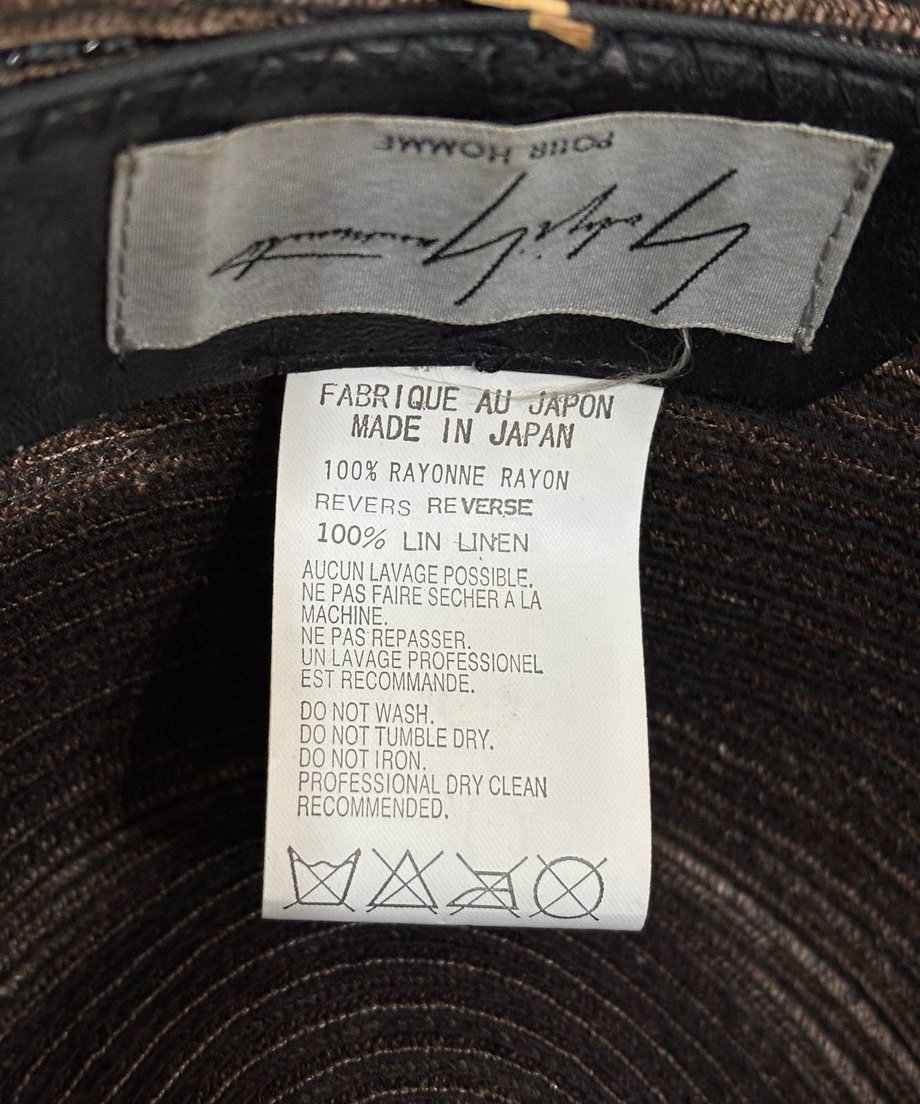 POUR HOMME
Yohji Yamamoto
FABRIQUE AU JAPON
MADE IN JAPAN
100% RAYONNE RAYON
REVERS REVERSE
100% LIN LINEN
AUCUN LAVAGE POSSIBLE.
NE PAS FAIRE SECHER A LA
MACHINE.
NE PAS REPASSER.
UN LAVAGE PROFESSIONEL
EST RECOMMANDE.
DO NOT WASH.
DO NOT TUMBLE DRY.
DO NOT IRON.
PROFESSIONAL DRY CLEAN
RECOMMENDED.